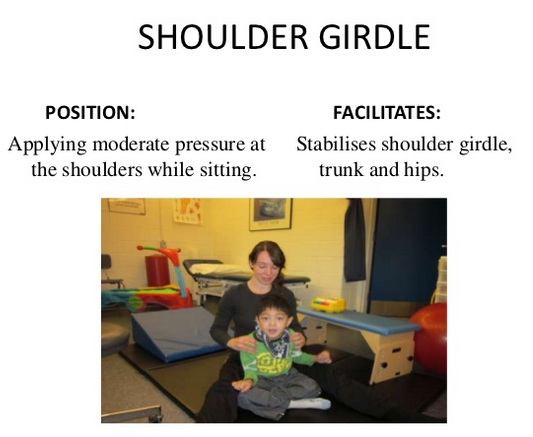 SHOULDER GIRDLE
POSITION:
Applying moderate pressure at
the shoulders while sitting.
FACILITATES:
Stabilises shoulder girdle,
trunk and hips.